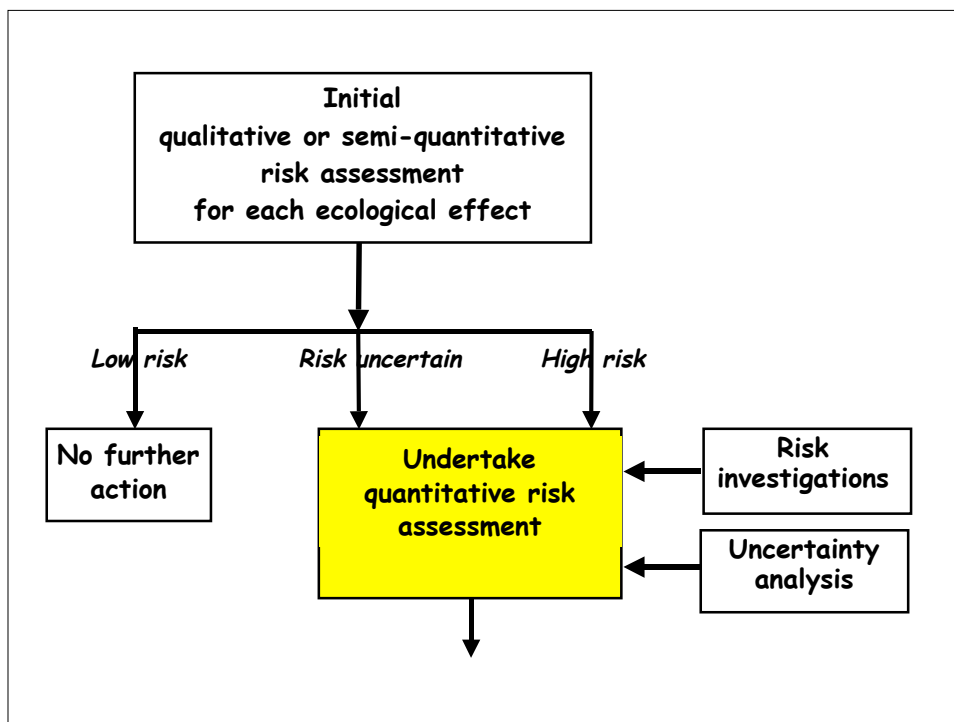 Initial
qualitative or semi-quantitative
risk assessment
for each ecological effect
Low risk
Risk uncertain
High risk
No further
action
Undertake
quantitative risk
assessment
Risk
investigations
Uncertainty
analysis